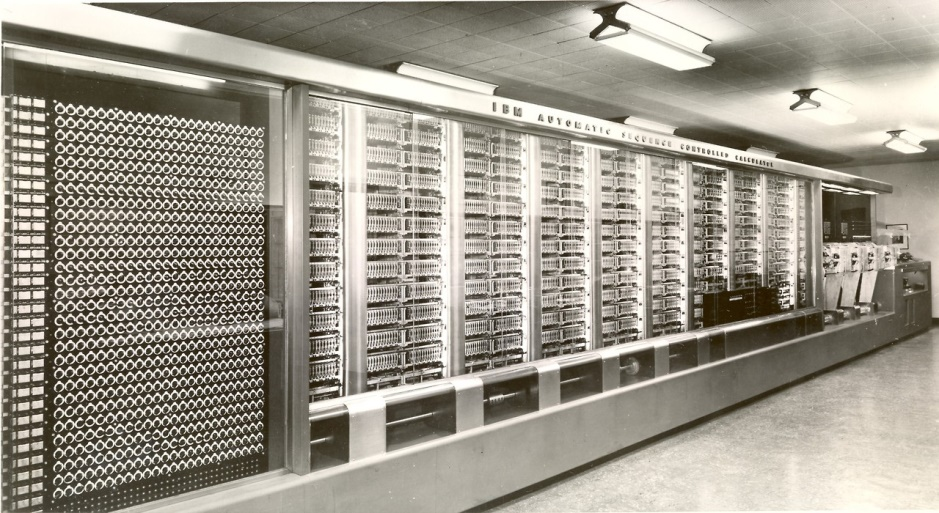 IBM AUTOMATIC SEQUENCE CONTROLLED CALCULATOR